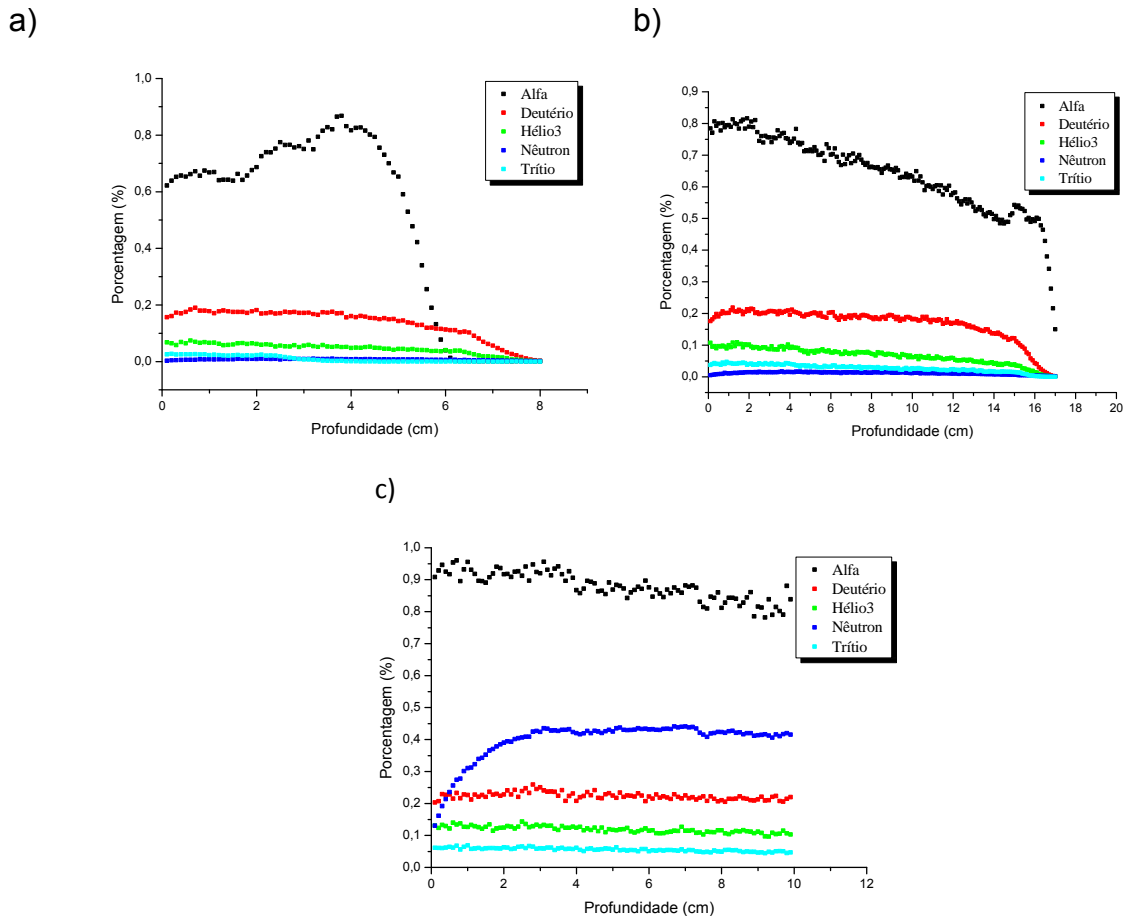 a)
1,0
0,8
0,6
0,4
0,2
0,0
Porcentagem (%)
0 2 4 6 8
Profundidade (cm)
Alfa
Deutério
Hélio3
Nêutron
Trítio
b)
0,9
0,8
0,7
0,6
0,5
0,4
0,3
0,2
0,1
0,0
Porcentagem (%)
0 2 4 6 8 10 12 14 16 18 20
Profundidade (cm)
Alfa
Deutério
Hélio3
Nêutron
Trítio
c)
1,0
0,9
0,8
0,7
0,6
0,5
0,4
0,3
0,2
0,1
0,0
Porcentagem (%)
0 2 4 6 8 10 12
Profundidade (cm)
Alfa
Deutério
Hélio3
Nêutron
Trítio